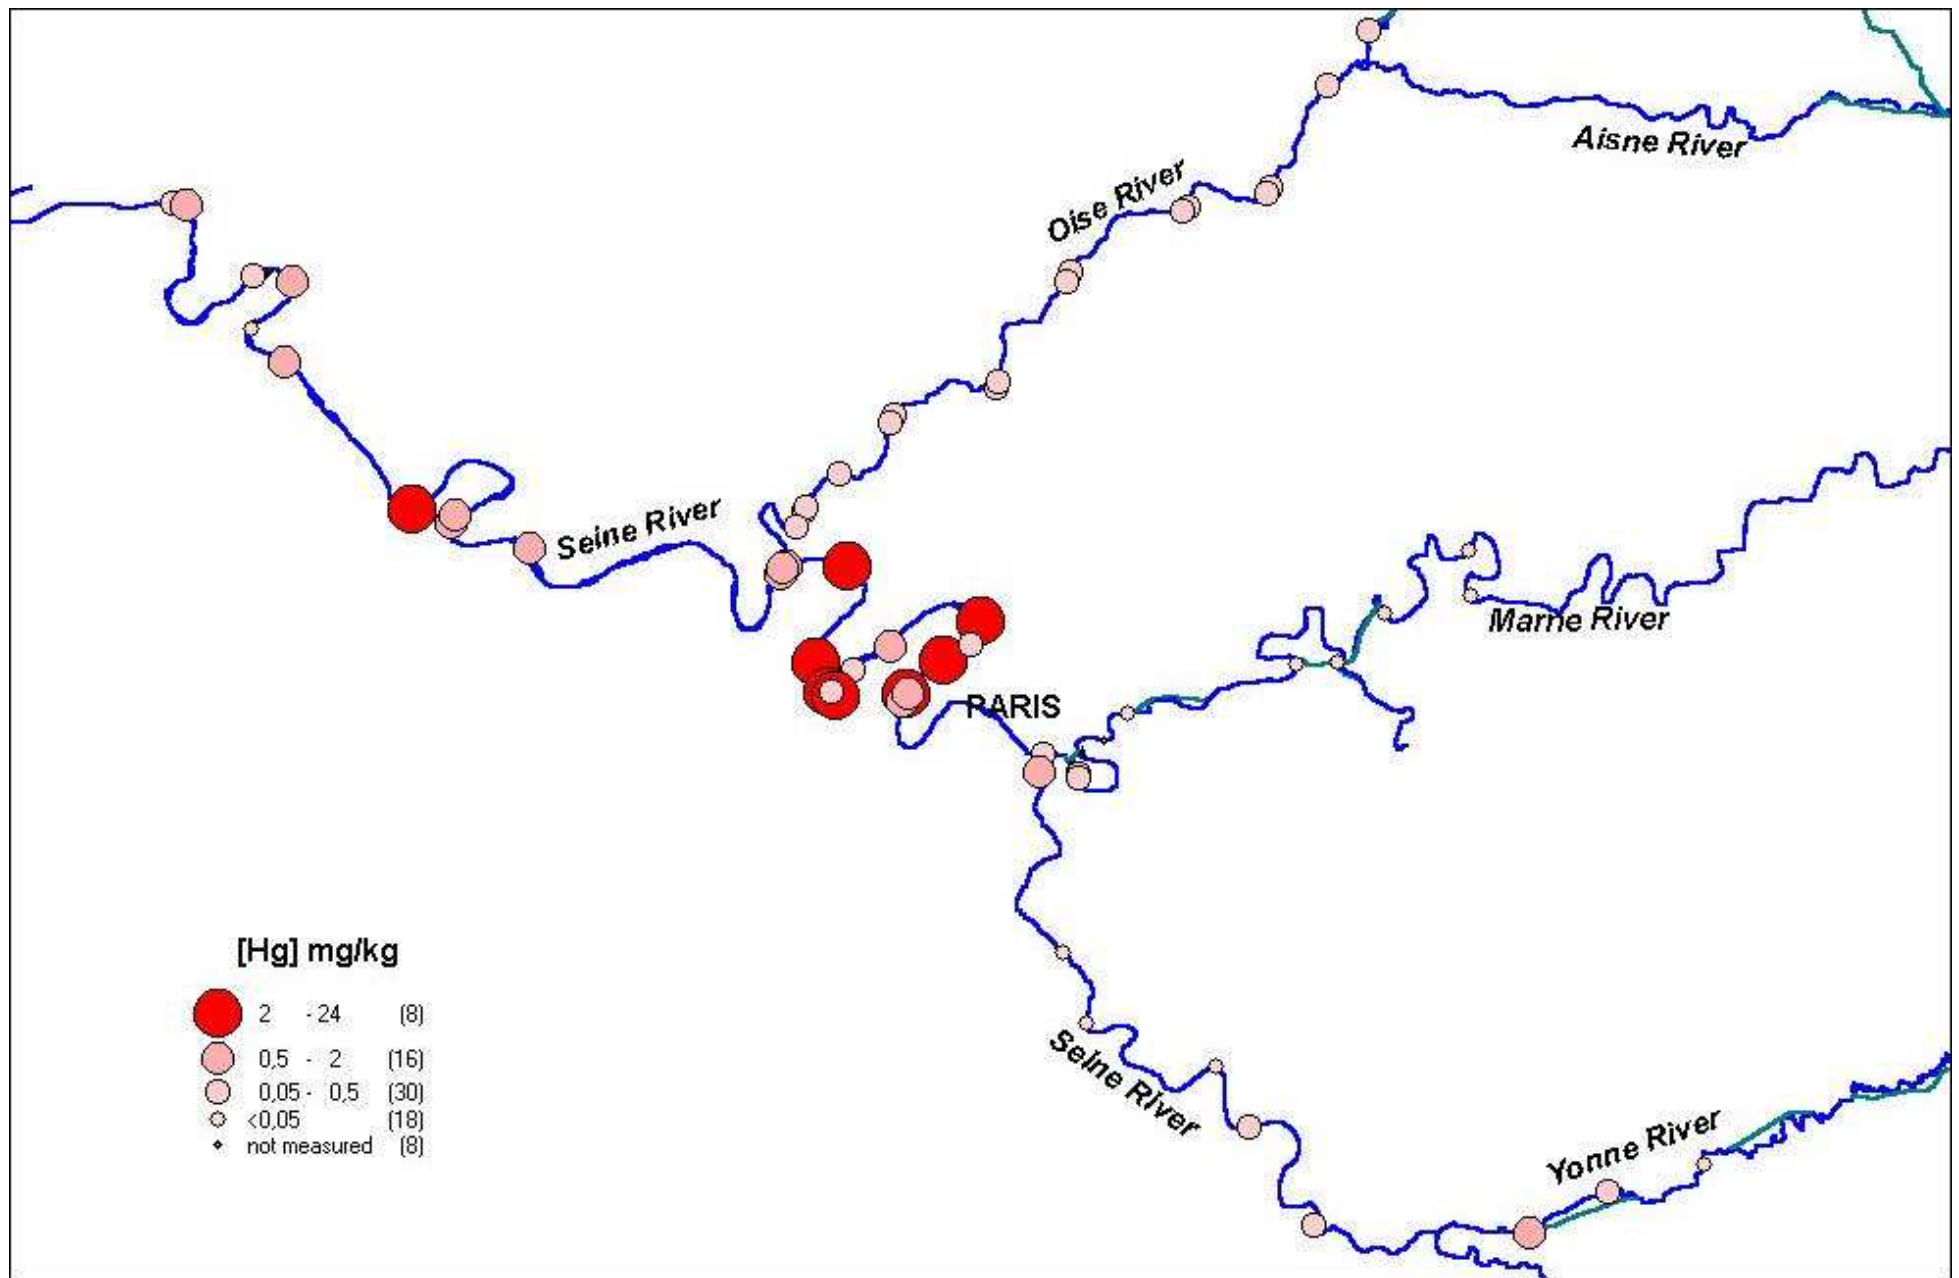 Aisne River
Oise River
Seine River
Marne River
PARIS
[Hg] mg/kg
2 - 24 (8)
0,5 - 2 (16)
0,05 - 0,5 (30)
<0,05 (18)
not measured (8)
Seine River
Yonne River